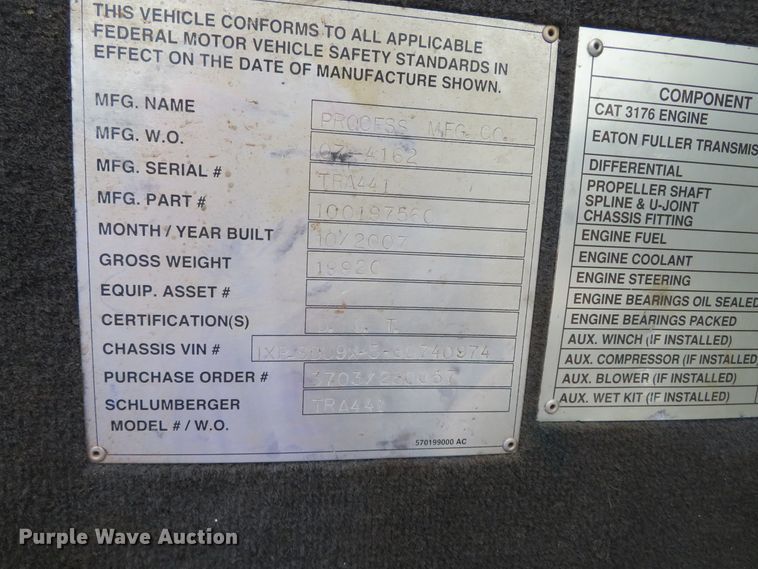 THIS VEHICLE CONFORMS TO ALL APPLICABLE
FEDERAL MOTOR VEHICLE SAFETY STANDARDS IN
EFFECT ON THE DATE OF MANUFACTURE SHOWN.
MFG. NAME PROCESS MFG CO.
MFG. W.O.
MFG. SERIAL # TRA441
MFG. PART # 100197560
MONTH / YEAR BUILT 10/2007
GROSS WEIGHT 19920
EQUIP. ASSET #
CERTIFICATION(S) D. O. T.
CHASSIS VIN #
PURCHASE ORDER #
SCHLUMBERGER TRA441
MODEL # / W.O.
570199000 AC
COMPONENT
CAT 3176 ENGINE
EATON FULLER TRANSMIS
DIFFERENTIAL
PROPELLER SHAFT
SPLINE & U-JOINT
CHASSIS FITTING
ENGINE FUEL
ENGINE COOLANT
ENGINE STEERING
ENGINE BEARINGS OIL SEALED
ENGINE BEARINGS PACKED
AUX. WINCH (IF INSTALLED)
AUX. COMPRESSOR (IF INSTALLED)
AUX. BLOWER (IF INSTALLED)
AUX. WET KIT (IF INSTALLED)
Purple Wave Auction